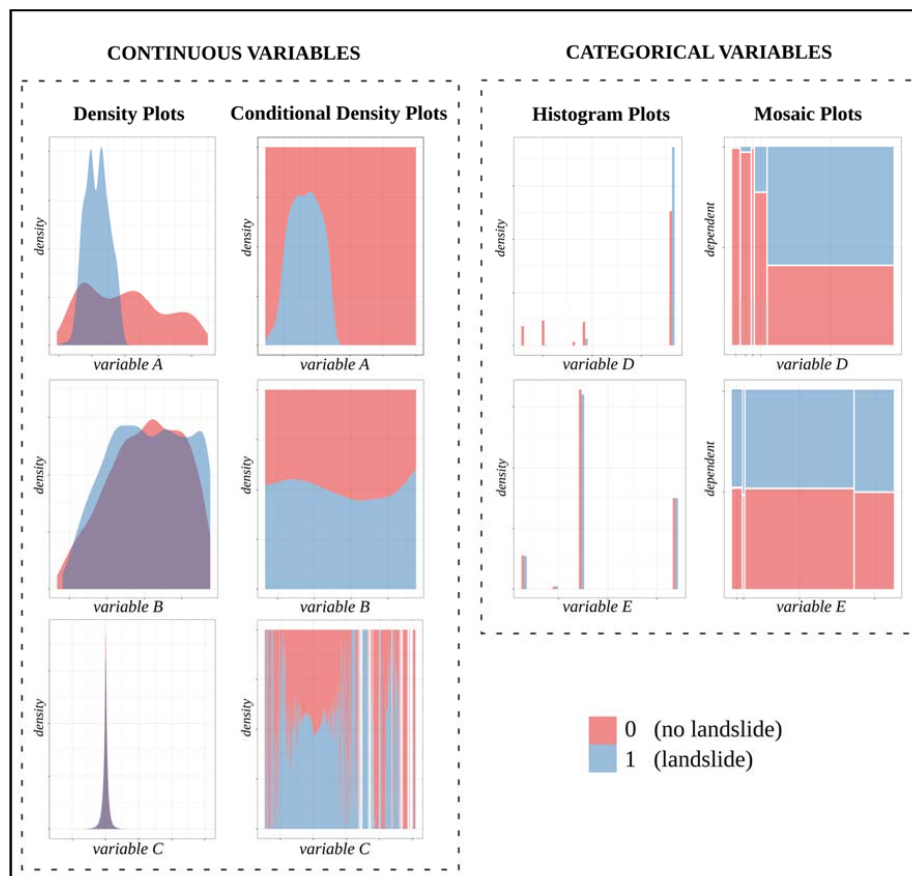 CONTINUOUS VARIABLES
Density Plots
Conditional Density Plots
density
variable A
density
variable A
density
variable B
density
variable B
density
variable C
density
variable C
CATEGORICAL VARIABLES
Histogram Plots
Mosaic Plots
density
variable D
dependent
variable D
density
variable E
dependent
variable E
0 (no landslide)
1 (landslide)